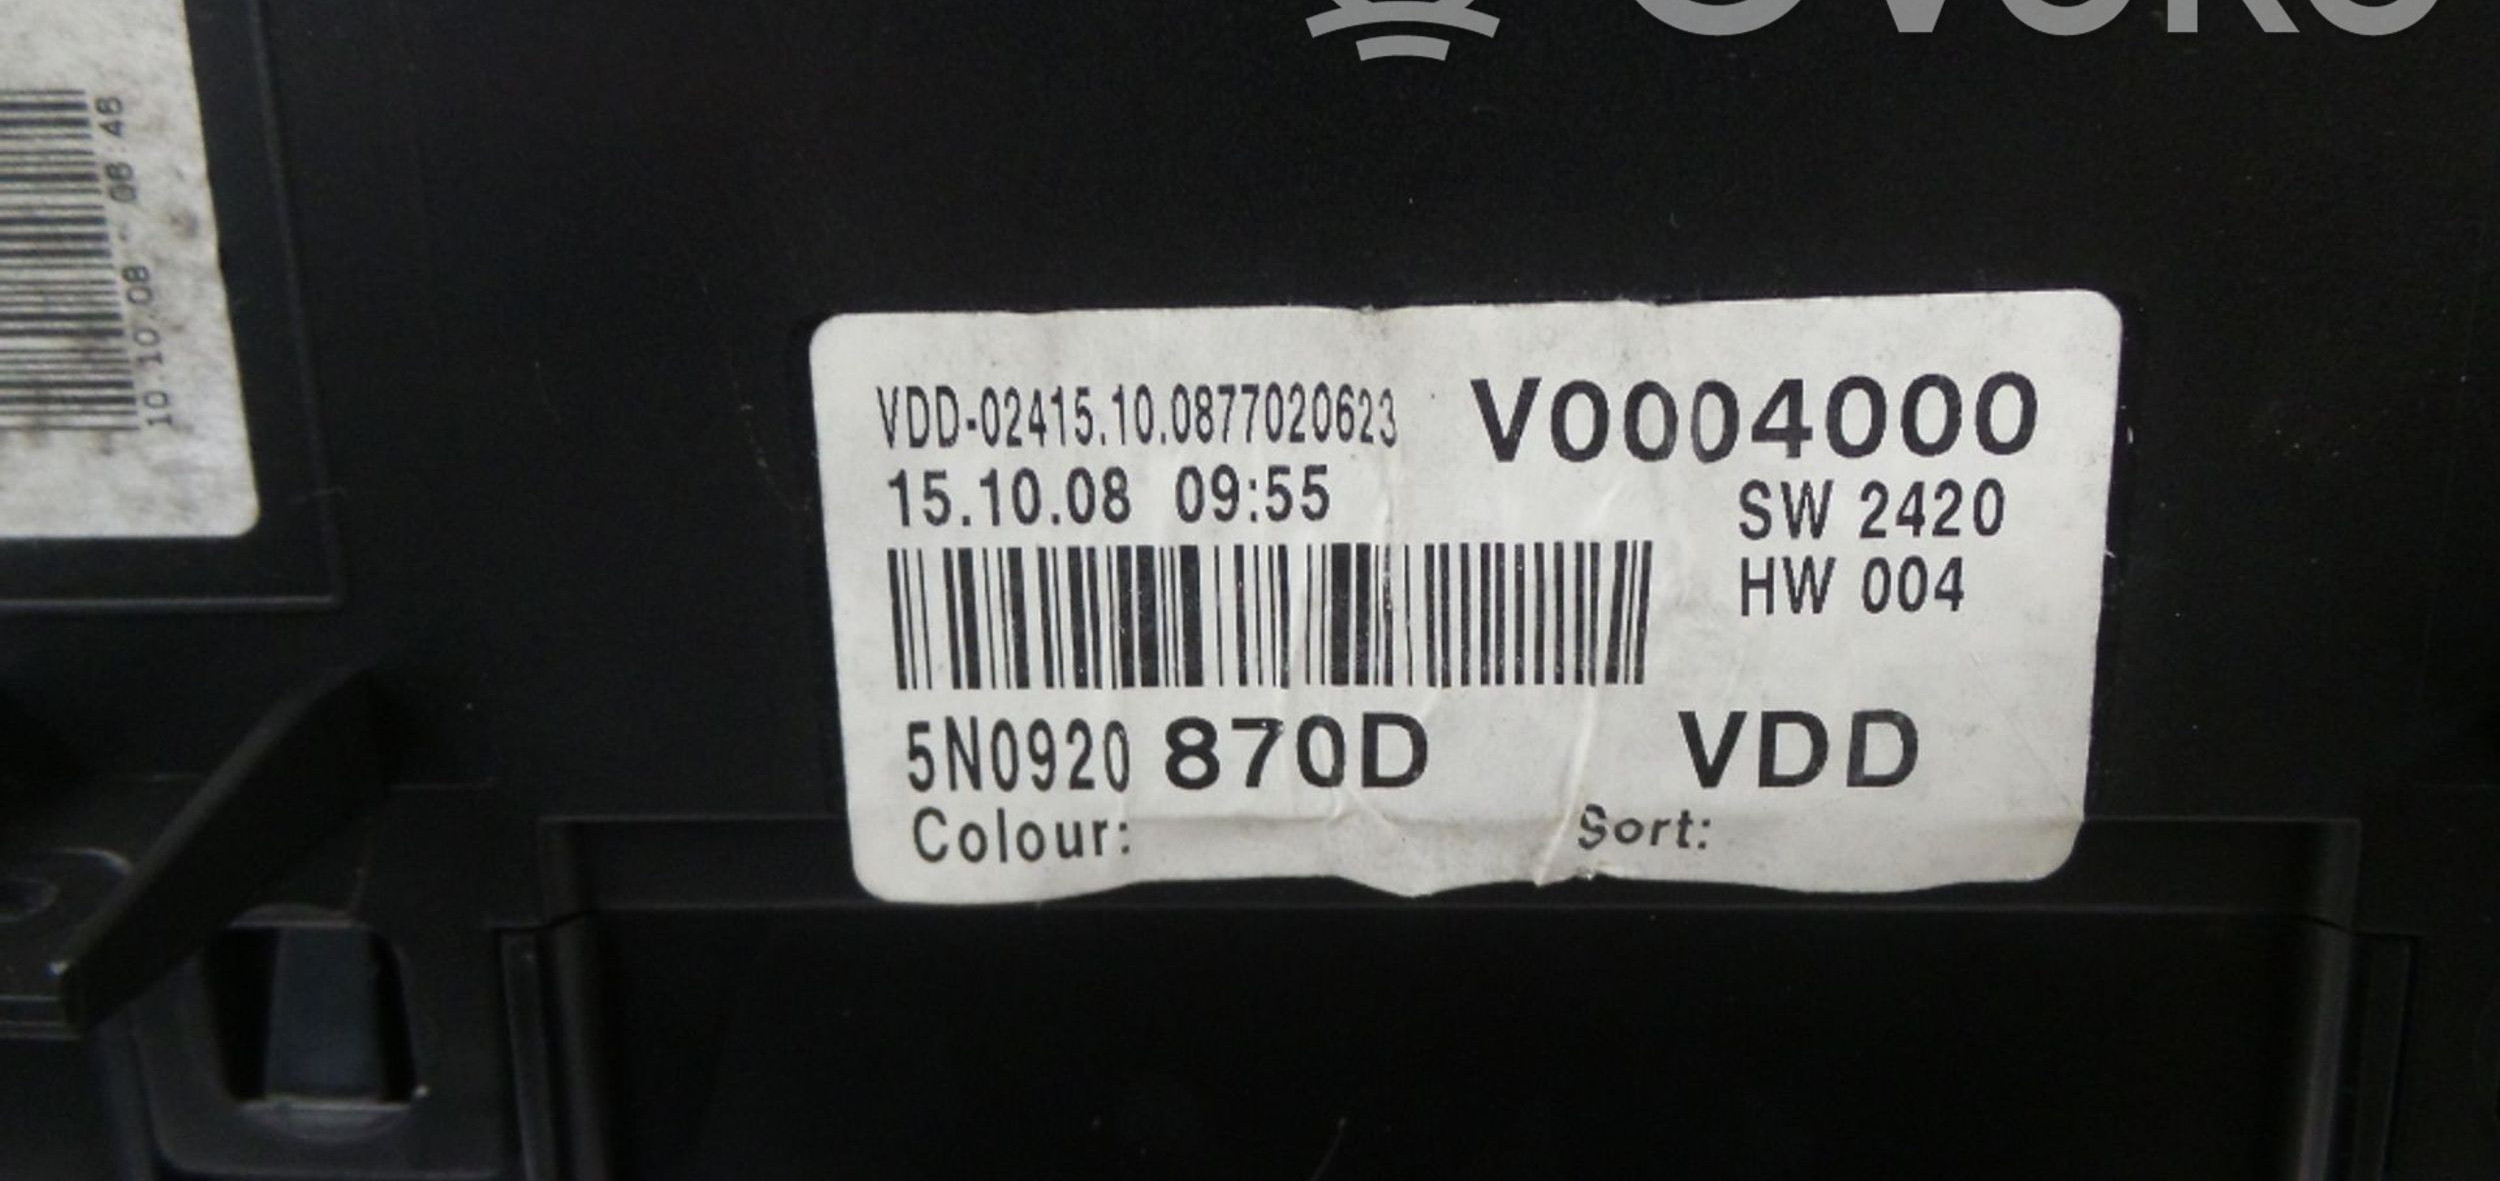 10.10.08 - 08:48
VDD-02415.10.0877020623
V0004000
15.10.08 09:55
SW 2420
HW 004
5N0920 870D
VDD
Colour:
Sort: